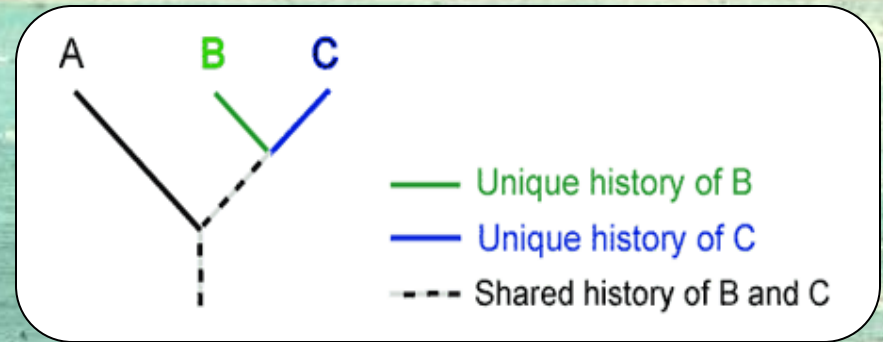 A B C
Unique history of B
Unique history of C
Shared history of B and C